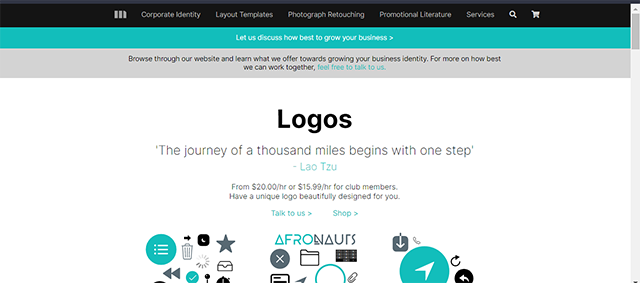 Corporate Identity Layout Templates Photograph Retouching Promotional Literature Services
Let us discuss how best to grow your business >
Browse through our website and learn what we offer towards growing your business identity. For more on how best
we can work together, feel free to talk to us.
Logos
'The journey of a thousand miles begins with one step'
- Lao Tzu
From $20.00/hr or $15.99/hr for club members.
Have a unique logo beautifully designed for you.
Talk to us > Shop >
AFRONAUTS